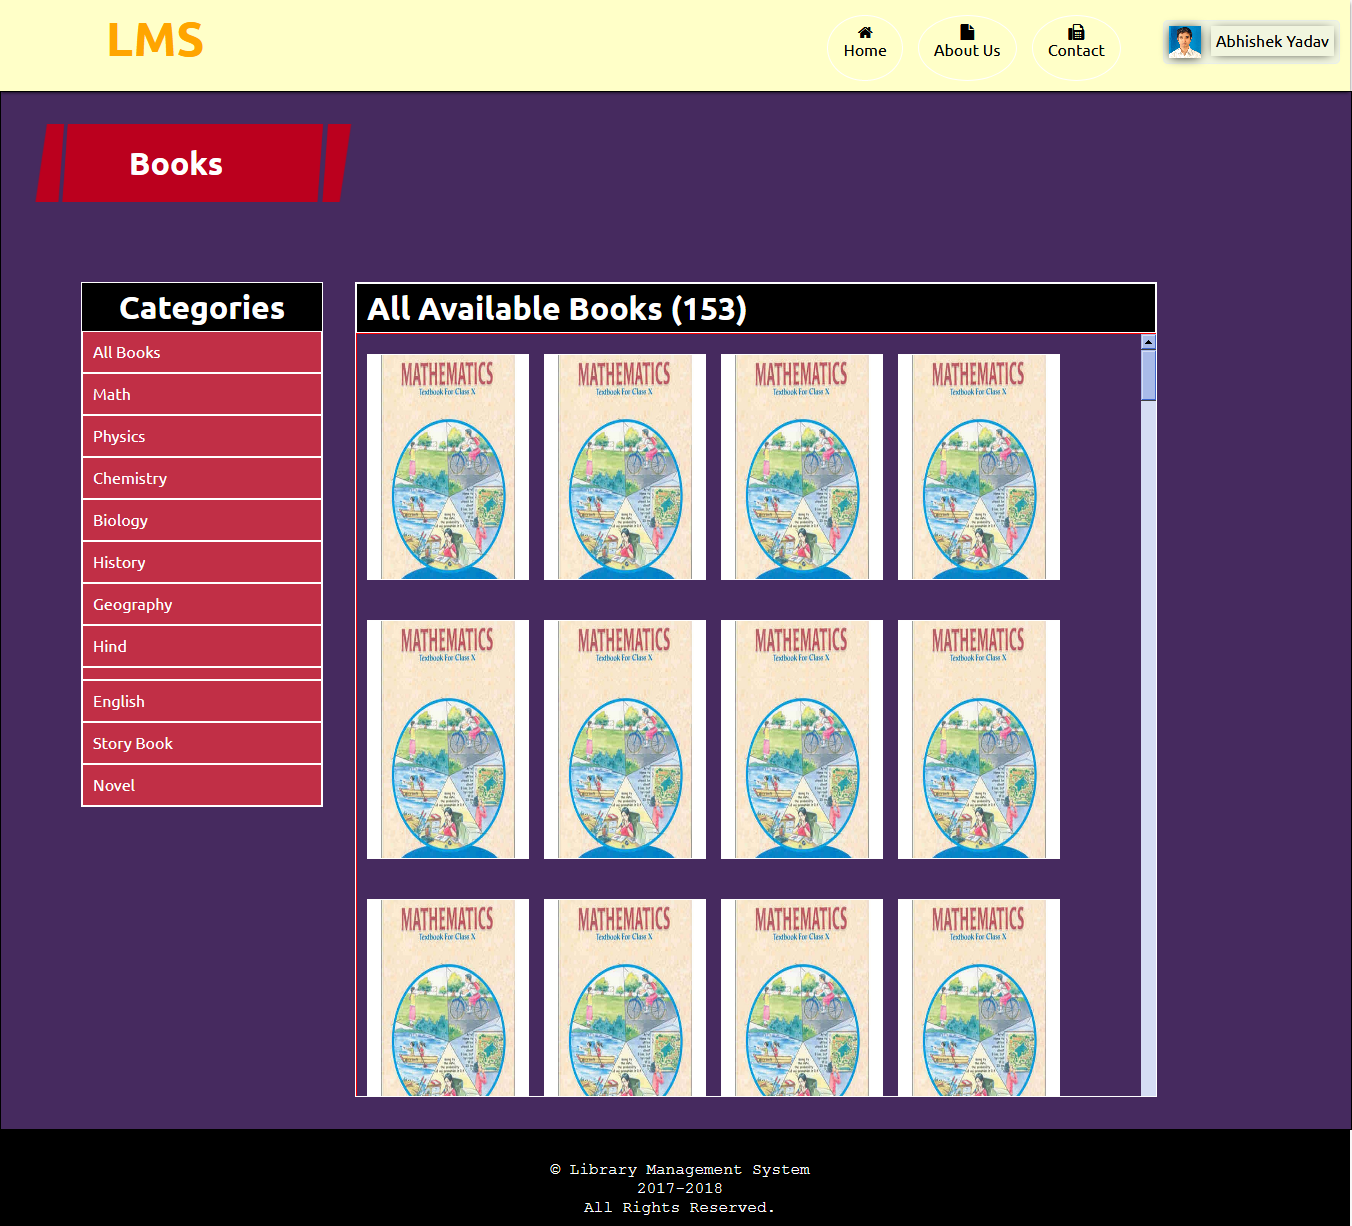 LMS
Home
About Us
Contact
Abhishek Yadav
Books
Categories
All Books
Math
Physics
Chemistry
Biology
History
Geography
Hind
English
Story Book
Novel
All Available Books (153)
MATHEMATICS
Textbook For Class X
MATHEMATICS
Textbook For Class X
MATHEMATICS
Textbook For Class X
MATHEMATICS
Textbook For Class X
MATHEMATICS
Textbook For Class X
MATHEMATICS
Textbook For Class X
MATHEMATICS
Textbook For Class X
MATHEMATICS
Textbook For Class X
MATHEMATICS
Textbook For Class X
MATHEMATICS
Textbook For Class X
MATHEMATICS
Textbook For Class X
MATHEMATICS
Textbook For Class X
© Library Management System
2017-2018
All Rights Reserved.